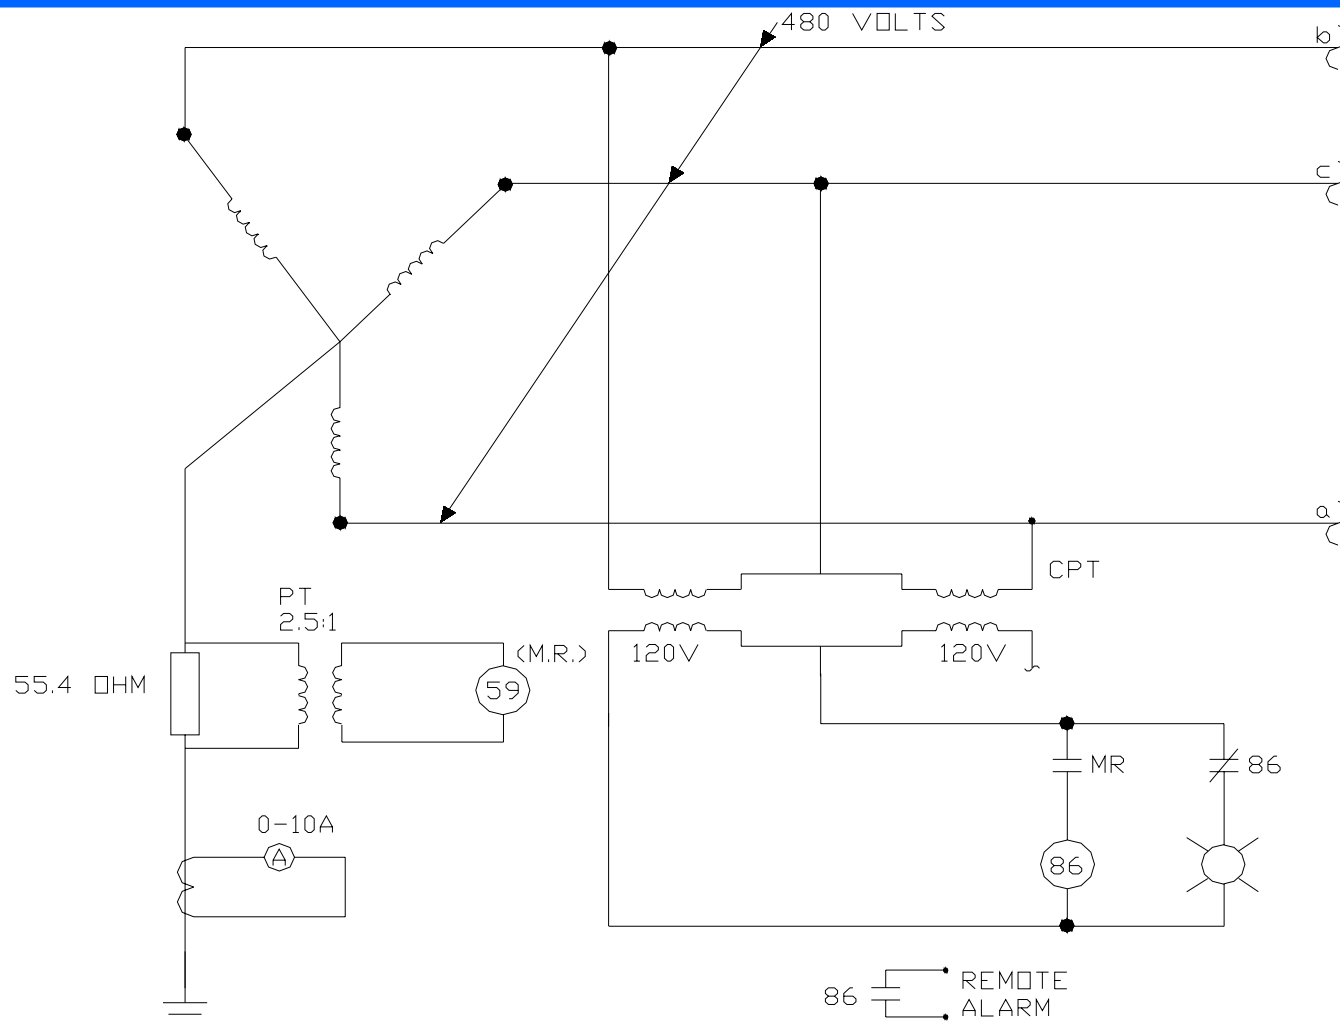 480 VOLTS
b
c
a
CPT
PT
2.5:1
(M.R.)
120V
120V
59
55.4 OHM
MR
86
0-10A
A
86
REMOTE
86
ALARM